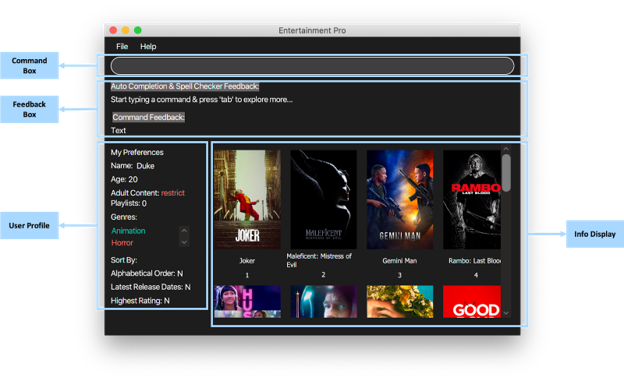 Entertainment Pro
File Help
Command
Box
Auto Completion & Spell Checker Feedback:
Start typing a command & press 'tab' to explore more...
Feedback
Box
Command Feedback:
Text
My Preferences
Name: Duke
Age: 20
Adult Content: restrict
Playlists: 0
Genres:
Animation
Horror
Sort By:
Alphabetical Order: N
Latest Release Dates: N
Highest Rating: N
User Profile
Info Display
JOKER
MALEFICENT
GEMINI MAN
RAMBO
LAST BLOOD
Joker
Maleficent: Mistress of
Evil
Gemini Man
Rambo: Last Blood
1
2
3
4
HUS
GOOD